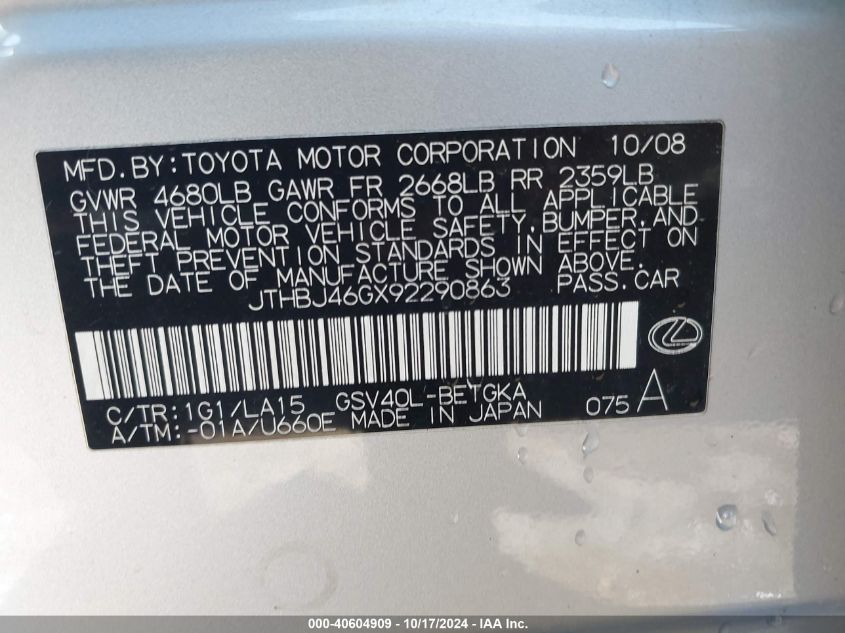 MFD. BY: TOYOTA MOTOR CORPORATION 10/08
GVWR 4680LB GAWR FR 2668LB RR 2359LB
THIS VEHICLE CONFORMS TO ALL APPLICABLE
FEDERAL MOTOR VEHICLE SAFETY, BUMPER, AND
THEFT PREVENTION STANDARDS IN EFFECT ON
THE DATE OF MANUFACTURE SHOWN ABOVE.
JTHBJ46GX92290863 PASS. CAR
C/TR: 1G1/LA15 GSV40L-BETGKA
A/TM: -01A/U660E MADE IN JAPAN 075 A
000-40604909 - 10/17/2024 - IAA Inc.